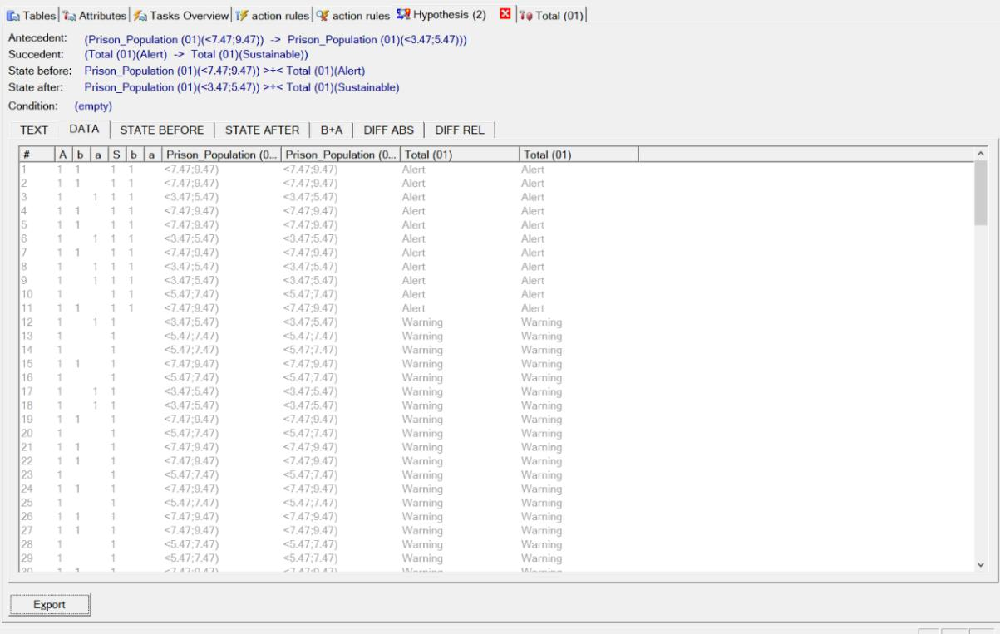 Tables Attributes Tasks Overview action rules action rules Hypothesis (2) Total (01)
Antecedent: (Prison_Population (01)(<7.47;9.47)) -> Prison_Population (01)(<3.47;5.47)))
Succedent: (Total (01)(Alert) -> Total (01)(Sustainable))
State before: Prison_Population (01)(<7.47;9.47)) >÷< Total (01)(Alert)
State after: Prison_Population (01)(<3.47;5.47)) >÷< Total (01)(Sustainable)
Condition: (empty)
TEXT DATA STATE BEFORE STATE AFTER B+A DIFF ABS DIFF REL
# A b a S b a Prison_Population (0... Prison_Population (0... Total (01) Total (01)
1 1 1 1 1 <7.47;9.47) <7.47;9.47) Alert Alert
2 1 1 1 1 <7.47;9.47) <7.47;9.47) Alert Alert
3 1 1 1 1 <3.47;5.47) <3.47;5.47) Alert Alert
4 1 1 1 1 <7.47;9.47) <7.47;9.47) Alert Alert
5 1 1 1 1 <7.47;9.47) <7.47;9.47) Alert Alert
6 1 1 1 1 <3.47;5.47) <3.47;5.47) Alert Alert
7 1 1 1 1 <7.47;9.47) <7.47;9.47) Alert Alert
8 1 1 1 1 <3.47;5.47) <3.47;5.47) Alert Alert
9 1 1 1 1 <3.47;5.47) <3.47;5.47) Alert Alert
10 1 1 1 <5.47;7.47) <5.47;7.47) Alert Alert
11 1 1 1 1 <7.47;9.47) <7.47;9.47) Alert Alert
12 1 1 1 <3.47;5.47) <3.47;5.47) Warning Warning
13 1 1 <5.47;7.47) <5.47;7.47) Warning Warning
14 1 1 <5.47;7.47) <5.47;7.47) Warning Warning
15 1 1 1 <7.47;9.47) <7.47;9.47) Warning Warning
16 1 1 <5.47;7.47) <5.47;7.47) Warning Warning
17 1 1 1 <3.47;5.47) <3.47;5.47) Warning Warning
18 1 1 1 <3.47;5.47) <3.47;5.47) Warning Warning
19 1 1 1 <7.47;9.47) <7.47;9.47) Warning Warning
20 1 1 <5.47;7.47) <5.47;7.47) Warning Warning
21 1 1 1 <7.47;9.47) <7.47;9.47) Warning Warning
22 1 1 1 <7.47;9.47) <7.47;9.47) Warning Warning
23 1 1 <5.47;7.47) <5.47;7.47) Warning Warning
24 1 1 1 <7.47;9.47) <7.47;9.47) Warning Warning
25 1 1 <5.47;7.47) <5.47;7.47) Warning Warning
26 1 1 1 <7.47;9.47) <7.47;9.47) Warning Warning
27 1 1 1 <7.47;9.47) <7.47;9.47) Warning Warning
28 1 1 <5.47;7.47) <5.47;7.47) Warning Warning
29 1 1 <5.47;7.47) <5.47;7.47) Warning Warning
30 1 1 1 <7.47;9.47) <7.47;9.47) Warning Warning
Export